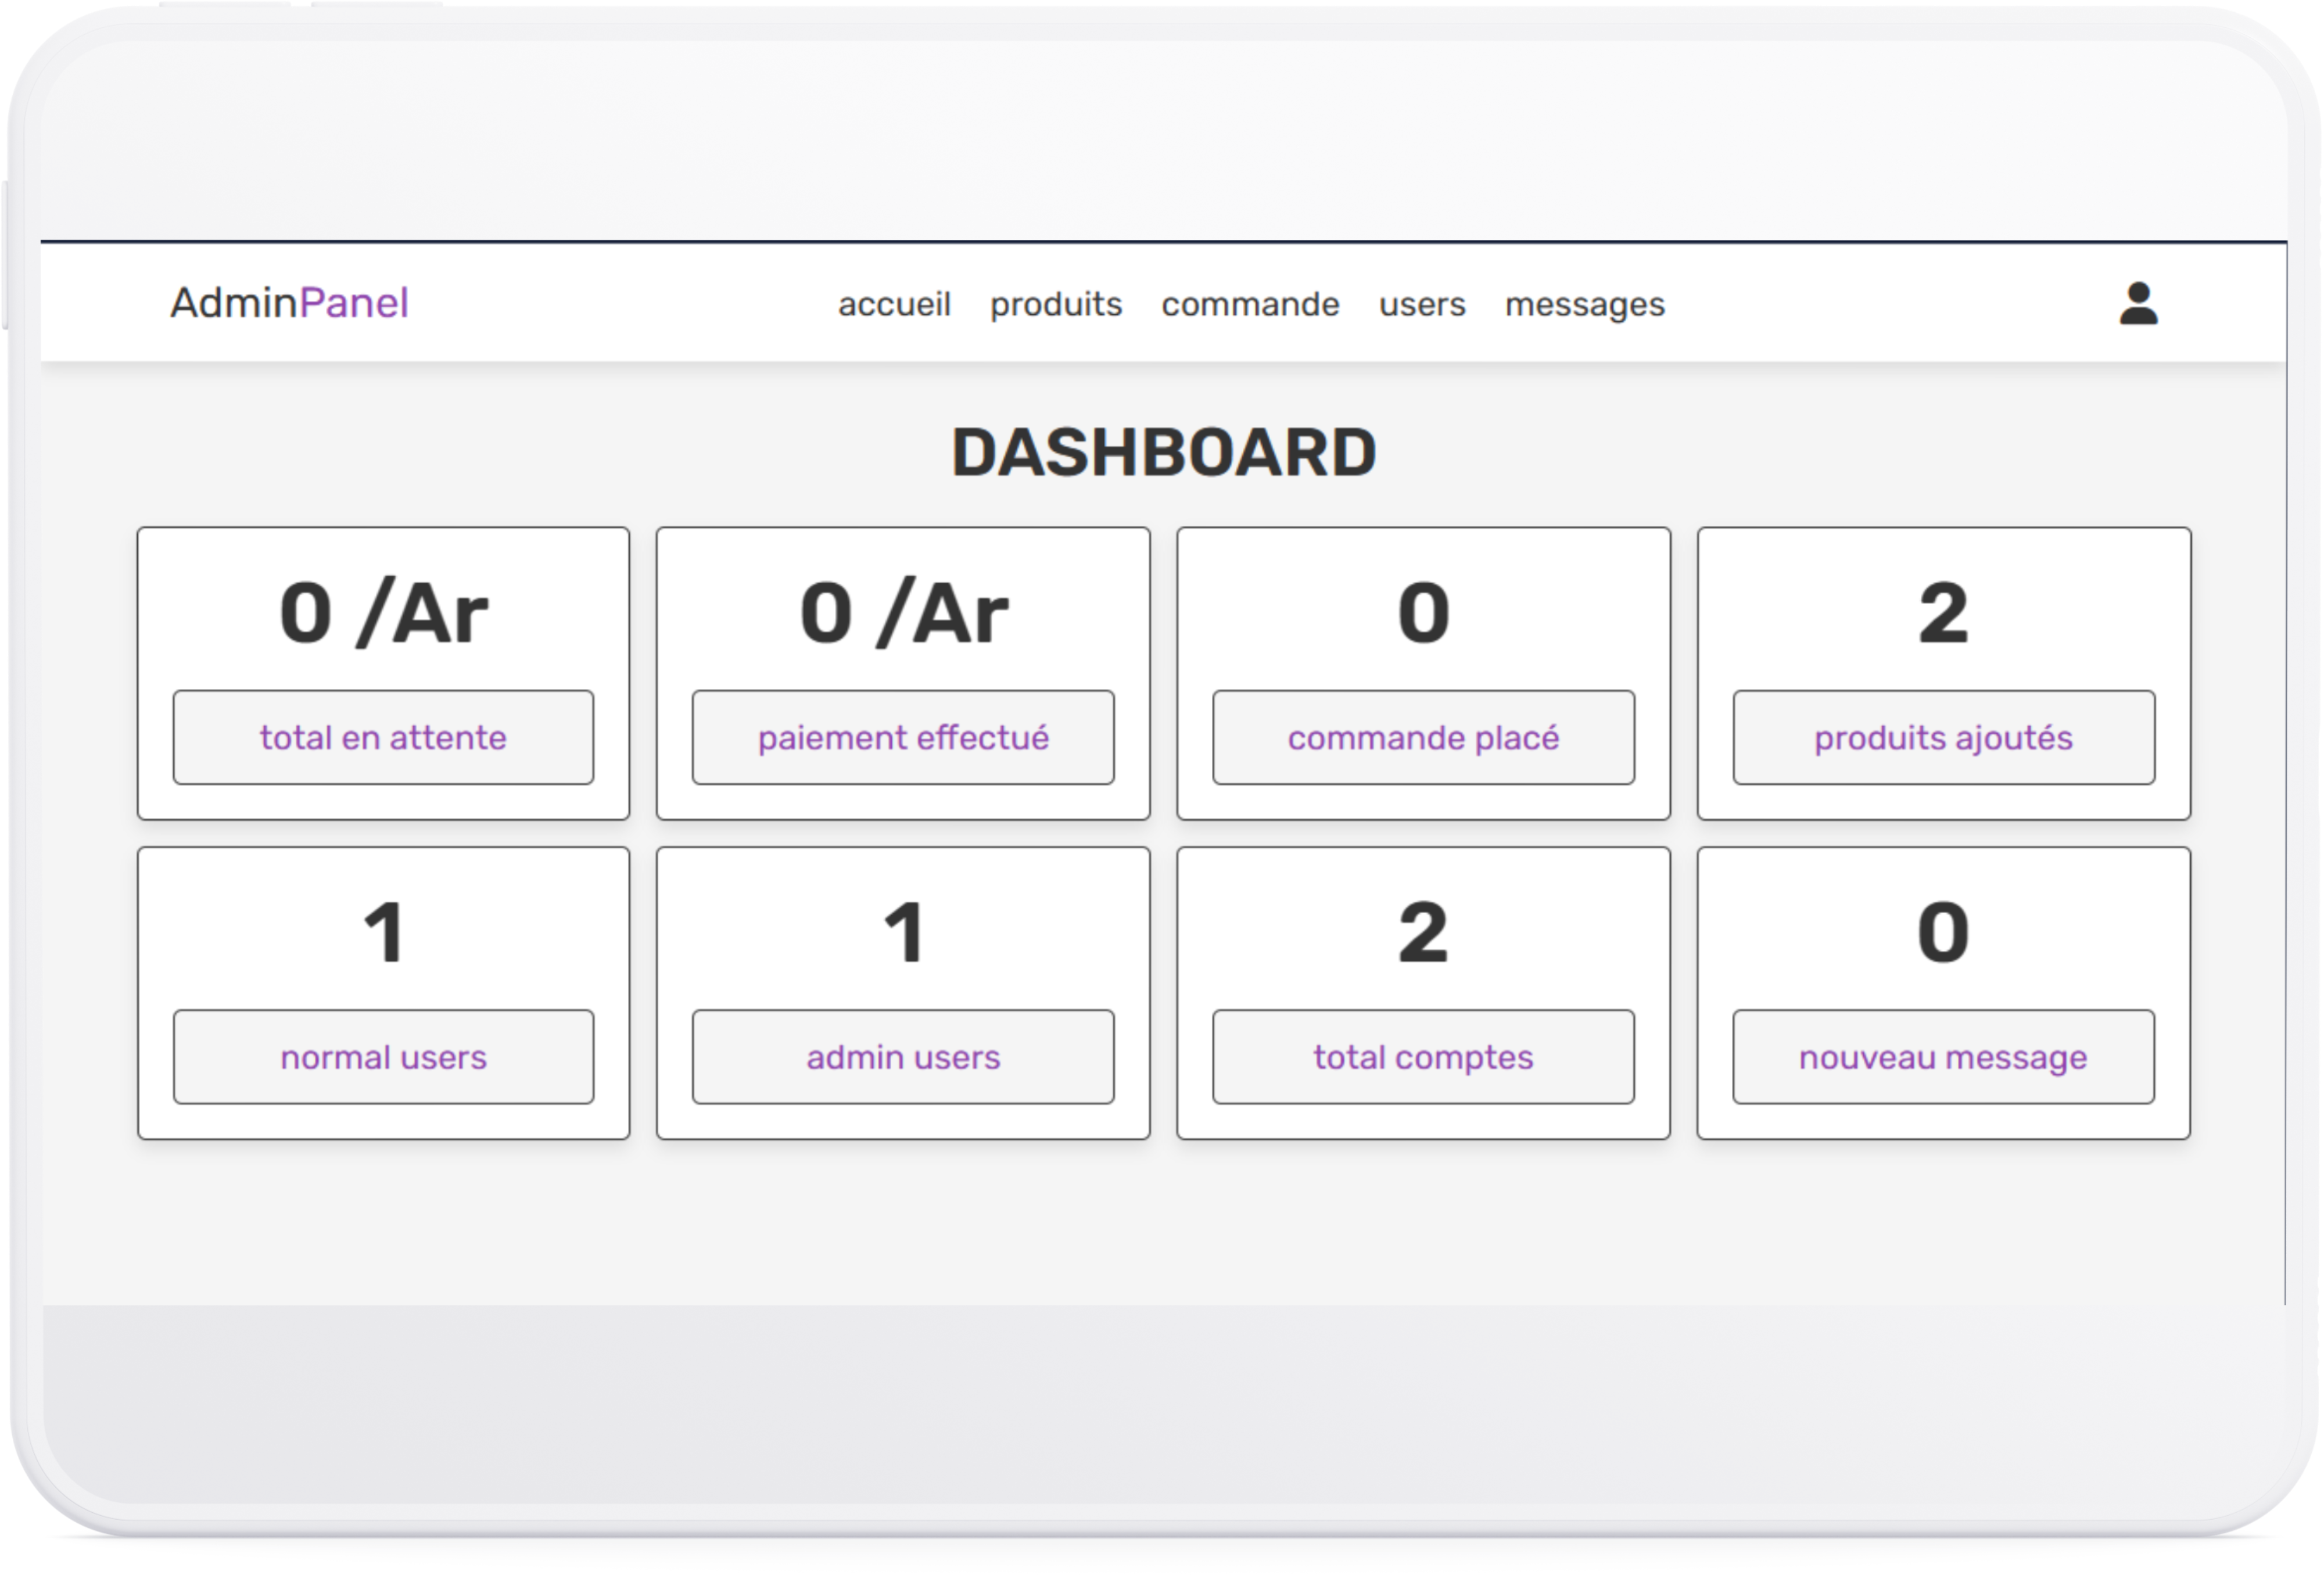 AdminPanel accueil produits commande users messages
DASHBOARD
0 /Ar 0 /Ar 0 2
total en attente paiement effectué commande placé produits ajoutés
1 1 2 0
normal users admin users total comptes nouveau message